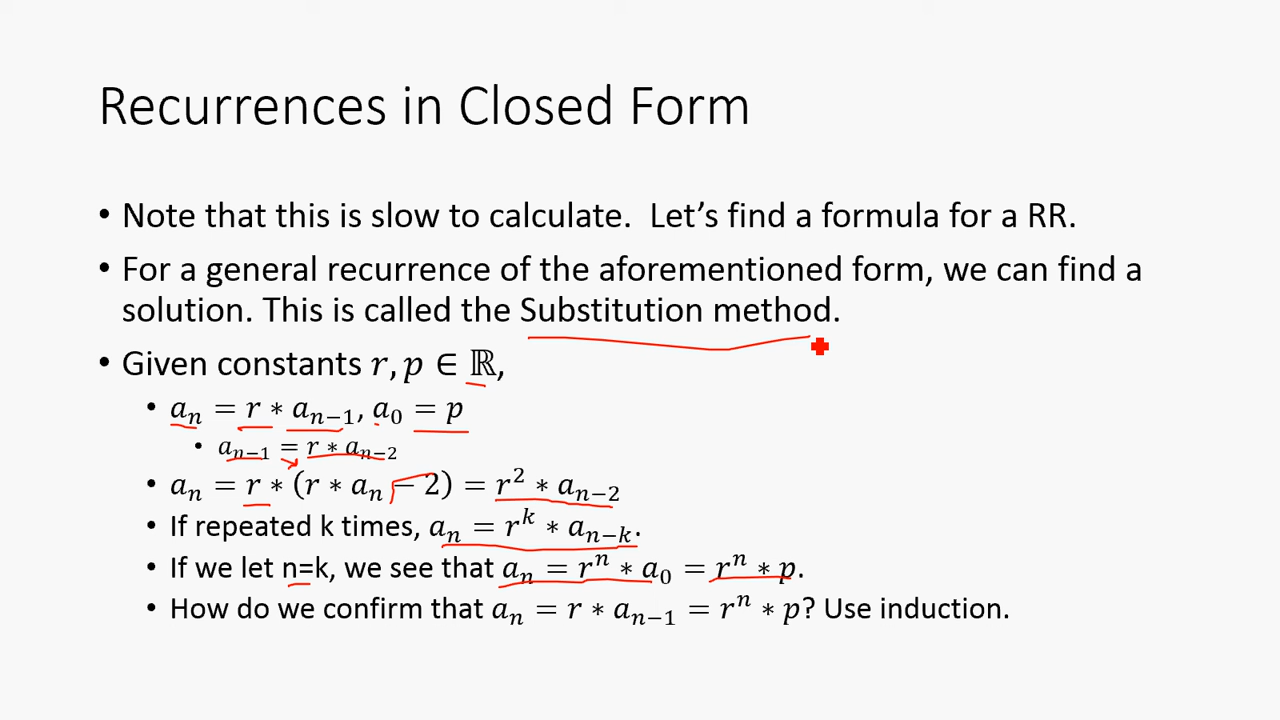 Recurrences in Closed Form
• Note that this is slow to calculate. Let’s find a formula for a RR.
• For a general recurrence of the aforementioned form, we can find a
solution. This is called the Substitution method.
• Given constants r, p ∈ ℝ,
• aₙ = r ∗ aₙ₋₁, a₀ = p
• aₙ₋₁ = r ∗ aₙ₋₂
• aₙ = r ∗ (r ∗ aₙ − 2) = r² ∗ aₙ₋₂
• If repeated k times, aₙ = rᵏ ∗ aₙ₋ₖ.
• If we let n=k, we see that aₙ = rⁿ ∗ a₀ = rⁿ ∗ p.
• How do we confirm that aₙ = r ∗ aₙ₋₁ = rⁿ ∗ p? Use induction.